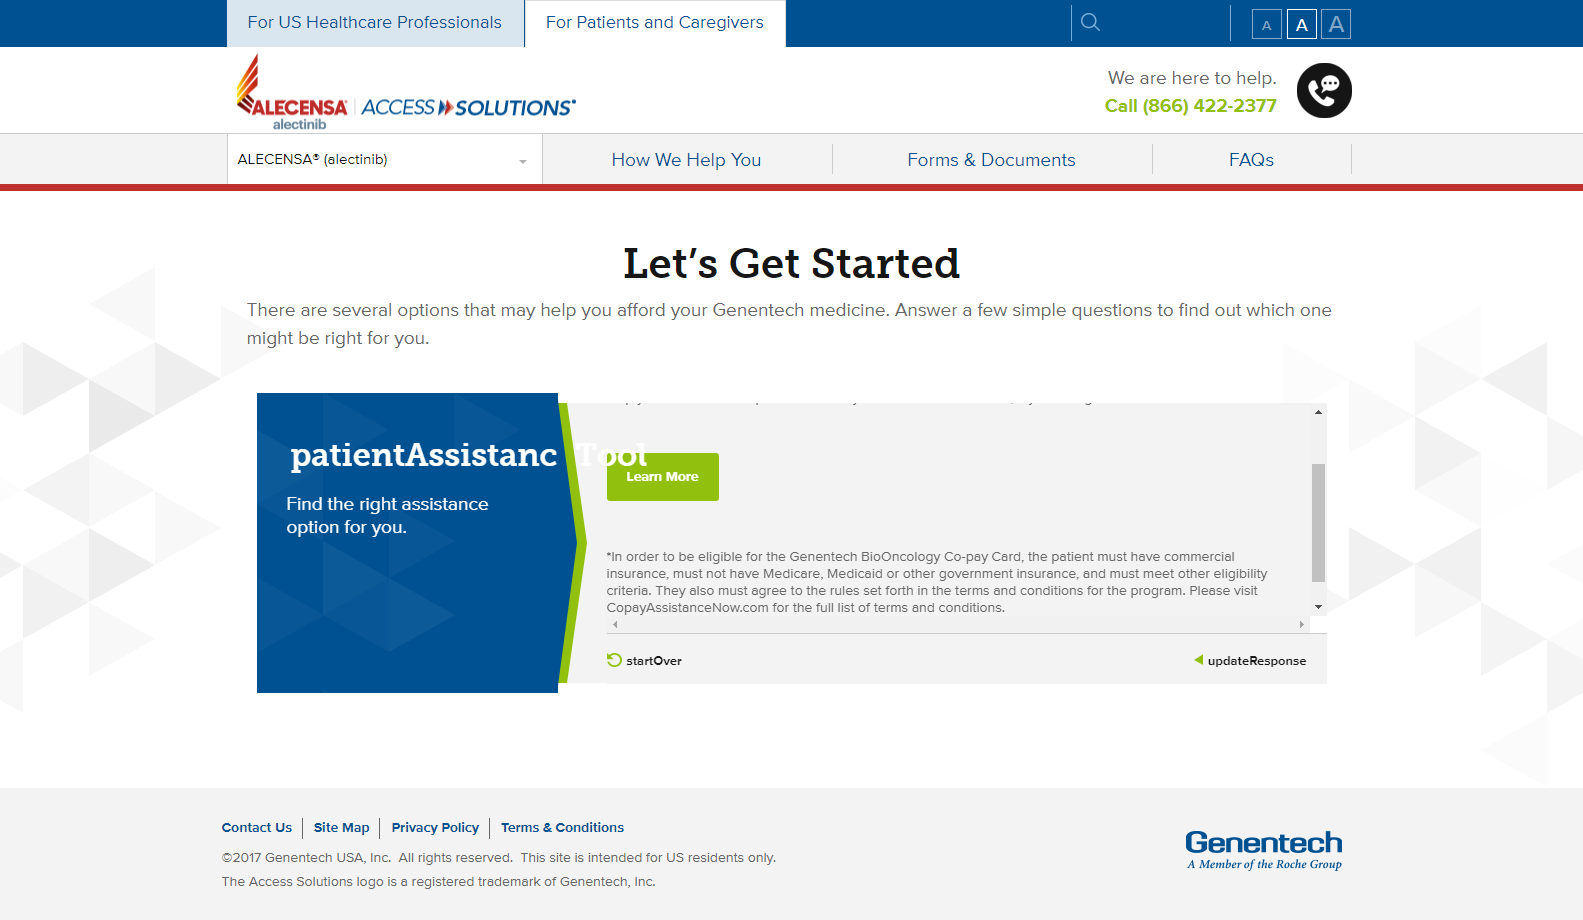 For US Healthcare Professionals
For Patients and Caregivers
A A A
ALECENSA®
alectinib
ACCESS SOLUTIONS®
We are here to help.
Call (866) 422-2377
ALECENSA® (alectinib)
How We Help You
Forms & Documents
FAQs
Let's Get Started
There are several options that may help you afford your Genentech medicine. Answer a few simple questions to find out which one
might be right for you.
patientAssistanc Tool
Find the right assistance
option for you.
Learn More
*In order to be eligible for the Genentech BioOncology Co-pay Card, the patient must have commercial
insurance, must not have Medicare, Medicaid or other government insurance, and must meet other eligibility
criteria. They also must agree to the rules set forth in the terms and conditions for the program. Please visit
CopayAssistanceNow.com for the full list of terms and conditions.
startOver
updateResponse
Contact Us
Site Map
Privacy Policy
Terms & Conditions
©2017 Genentech USA, Inc. All rights reserved. This site is intended for US residents only.
The Access Solutions logo is a registered trademark of Genentech, Inc.
Genentech
A Member of the Roche Group